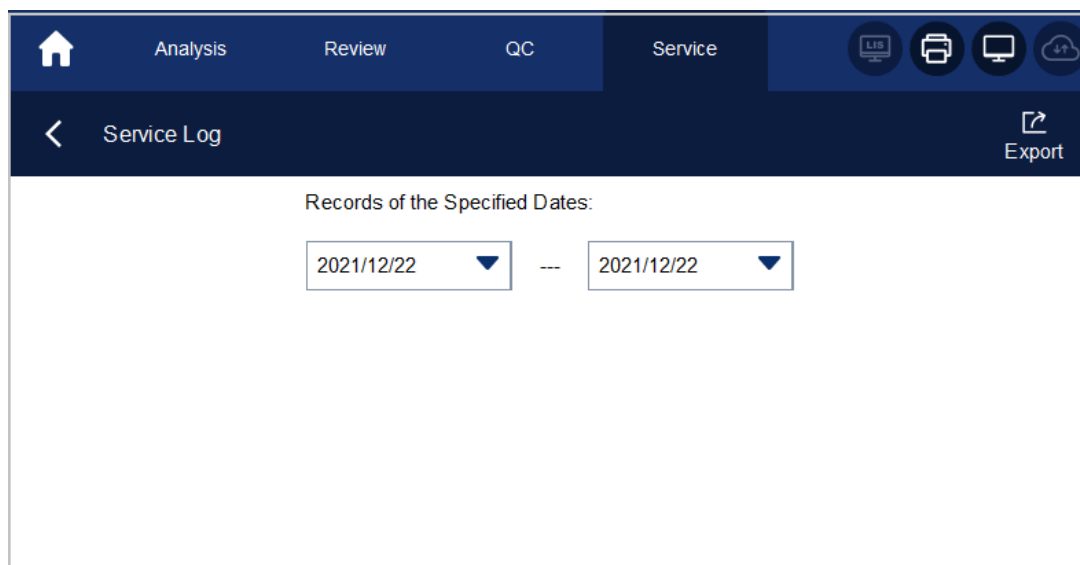 Analysis Review QC Service LIS
Service Log
Export
Records of the Specified Dates:
2021/12/22 --- 2021/12/22